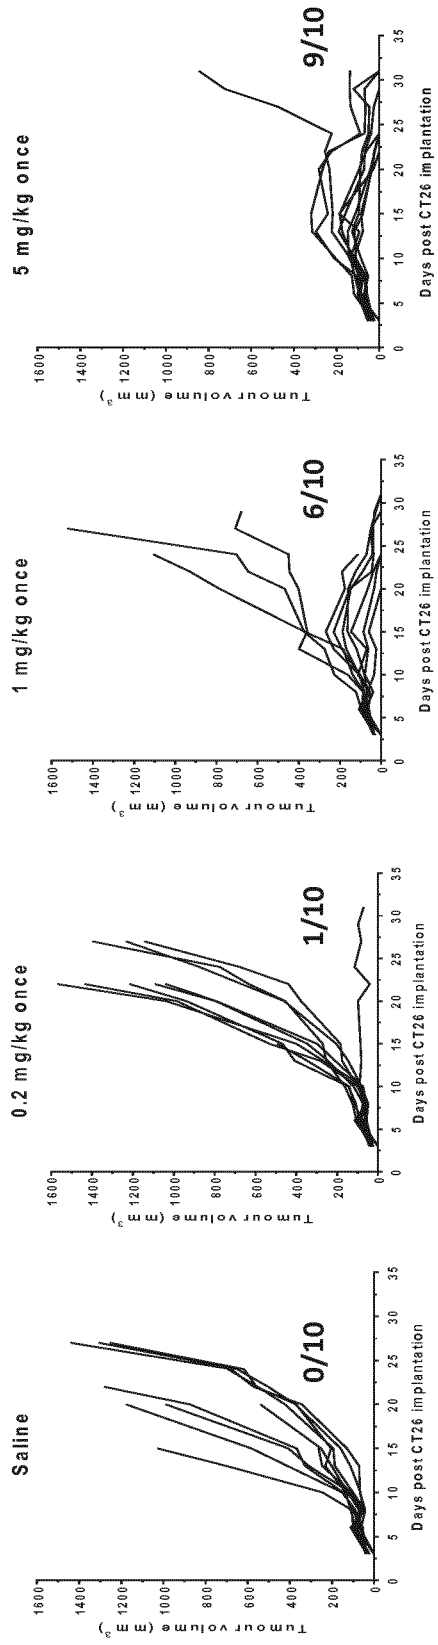 Saline
1600
1400
1200
1000
800
600
400
200
0
Tumour volume (mm³)
0 5 10 15 20 25 30 35
Days post CT26 implantation
0/10
0.2 mg/kg once
1600
1400
1200
1000
800
600
400
200
0
Tumour volume (mm³)
0 5 10 15 20 25 30 35
Days post CT26 implantation
1/10
1 mg/kg once
1600
1400
1200
1000
800
600
400
200
0
Tumour volume (mm³)
0 5 10 15 20 25 30 35
Days post CT26 implantation
6/10
5 mg/kg once
1600
1400
1200
1000
800
600
400
200
0
Tumour volume (mm³)
0 5 10 15 20 25 30 35
Days post CT26 implantation
9/10